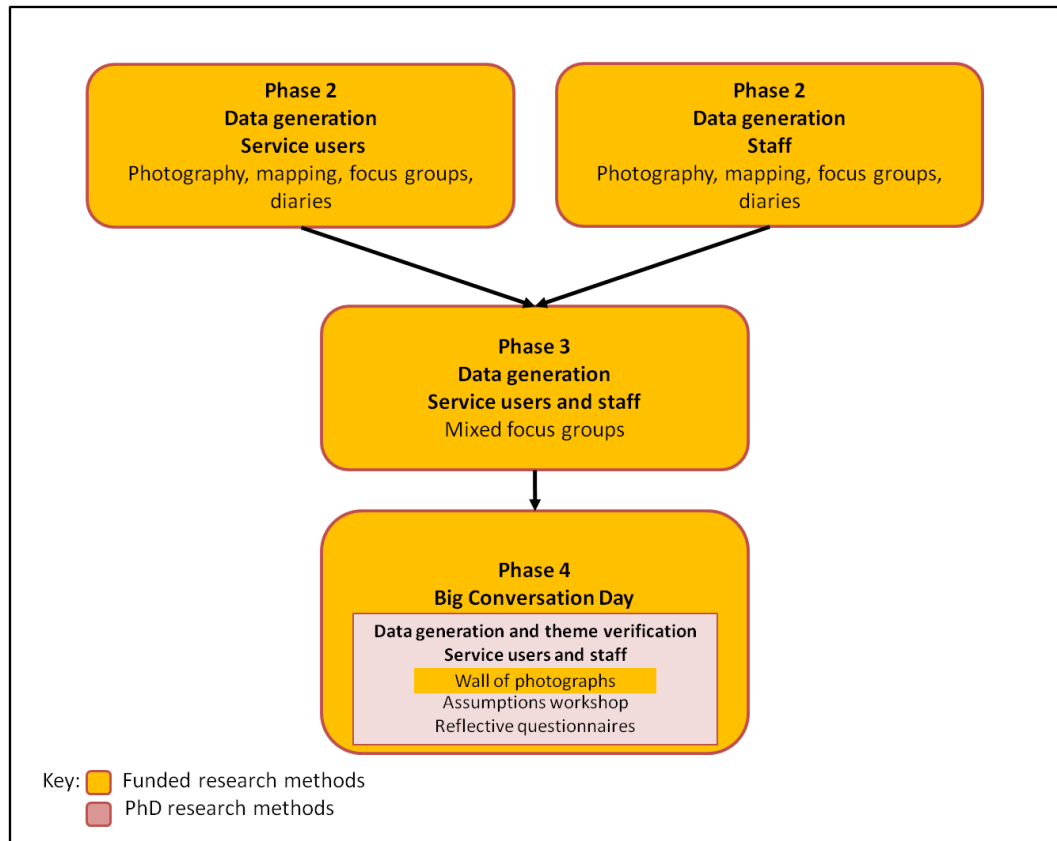 Phase 2
Data generation
Service users
Photography, mapping, focus groups,
diaries
Phase 2
Data generation
Staff
Photography, mapping, focus groups,
diaries
Phase 3
Data generation
Service users and staff
Mixed focus groups
Phase 4
Big Conversation Day
Data generation and theme verification
Service users and staff
Wall of photographs
Assumptions workshop
Reflective questionnaires
Key: Funded research methods
PhD research methods